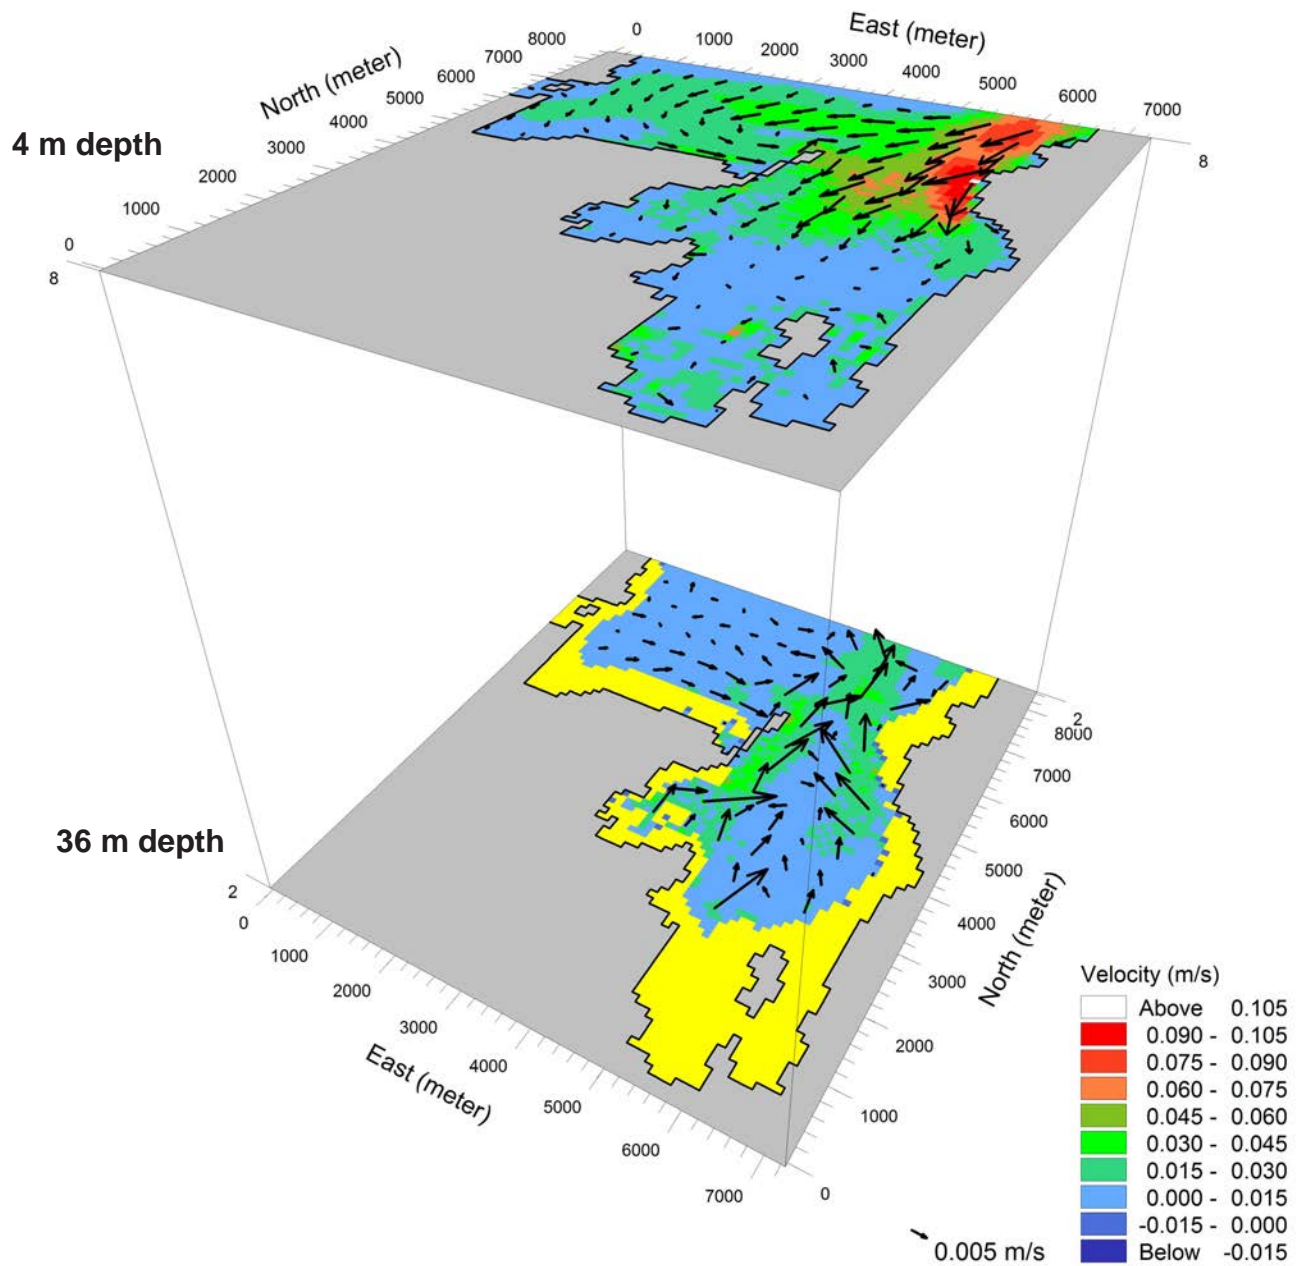 East (meter)
0
1000
2000
3000
4000
5000
6000
7000
8
North (meter)
8000
7000
6000
5000
4000
3000
2000
1000
0
8
4 m depth
36 m depth
2
0
1000
2000
3000
4000
5000
6000
7000
East (meter)
2
8000
7000
6000
5000
4000
3000
2000
1000
0
North (meter)
Velocity (m/s)
Above 0.105
0.090 - 0.105
0.075 - 0.090
0.060 - 0.075
0.045 - 0.060
0.030 - 0.045
0.015 - 0.030
0.000 - 0.015
-0.015 - 0.000
Below -0.015
0.005 m/s